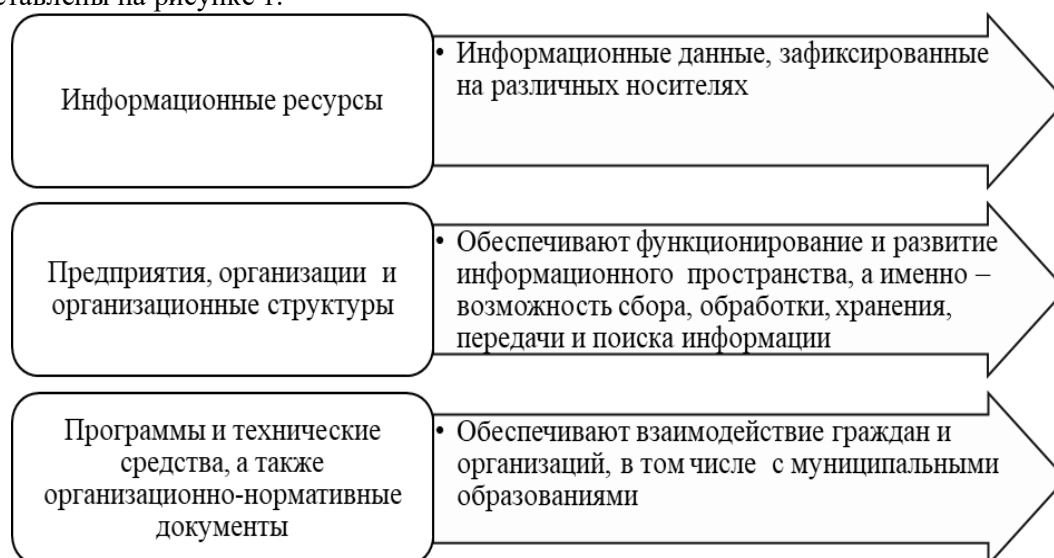 ставлены на рисунке 1.
Информационные ресурсы
• Информационные данные, зафиксированные
на различных носителях
Предприятия, организации и
организационные структуры
• Обеспечивают функционирование и развитие
информационного пространства, а именно –
возможность сбора, обработки, хранения,
передачи и поиска информации
Программы и технические
средства, а также
организационно-нормативные
документы
• Обеспечивают взаимодействие граждан и
организаций, в том числе с муниципальными
образованиями